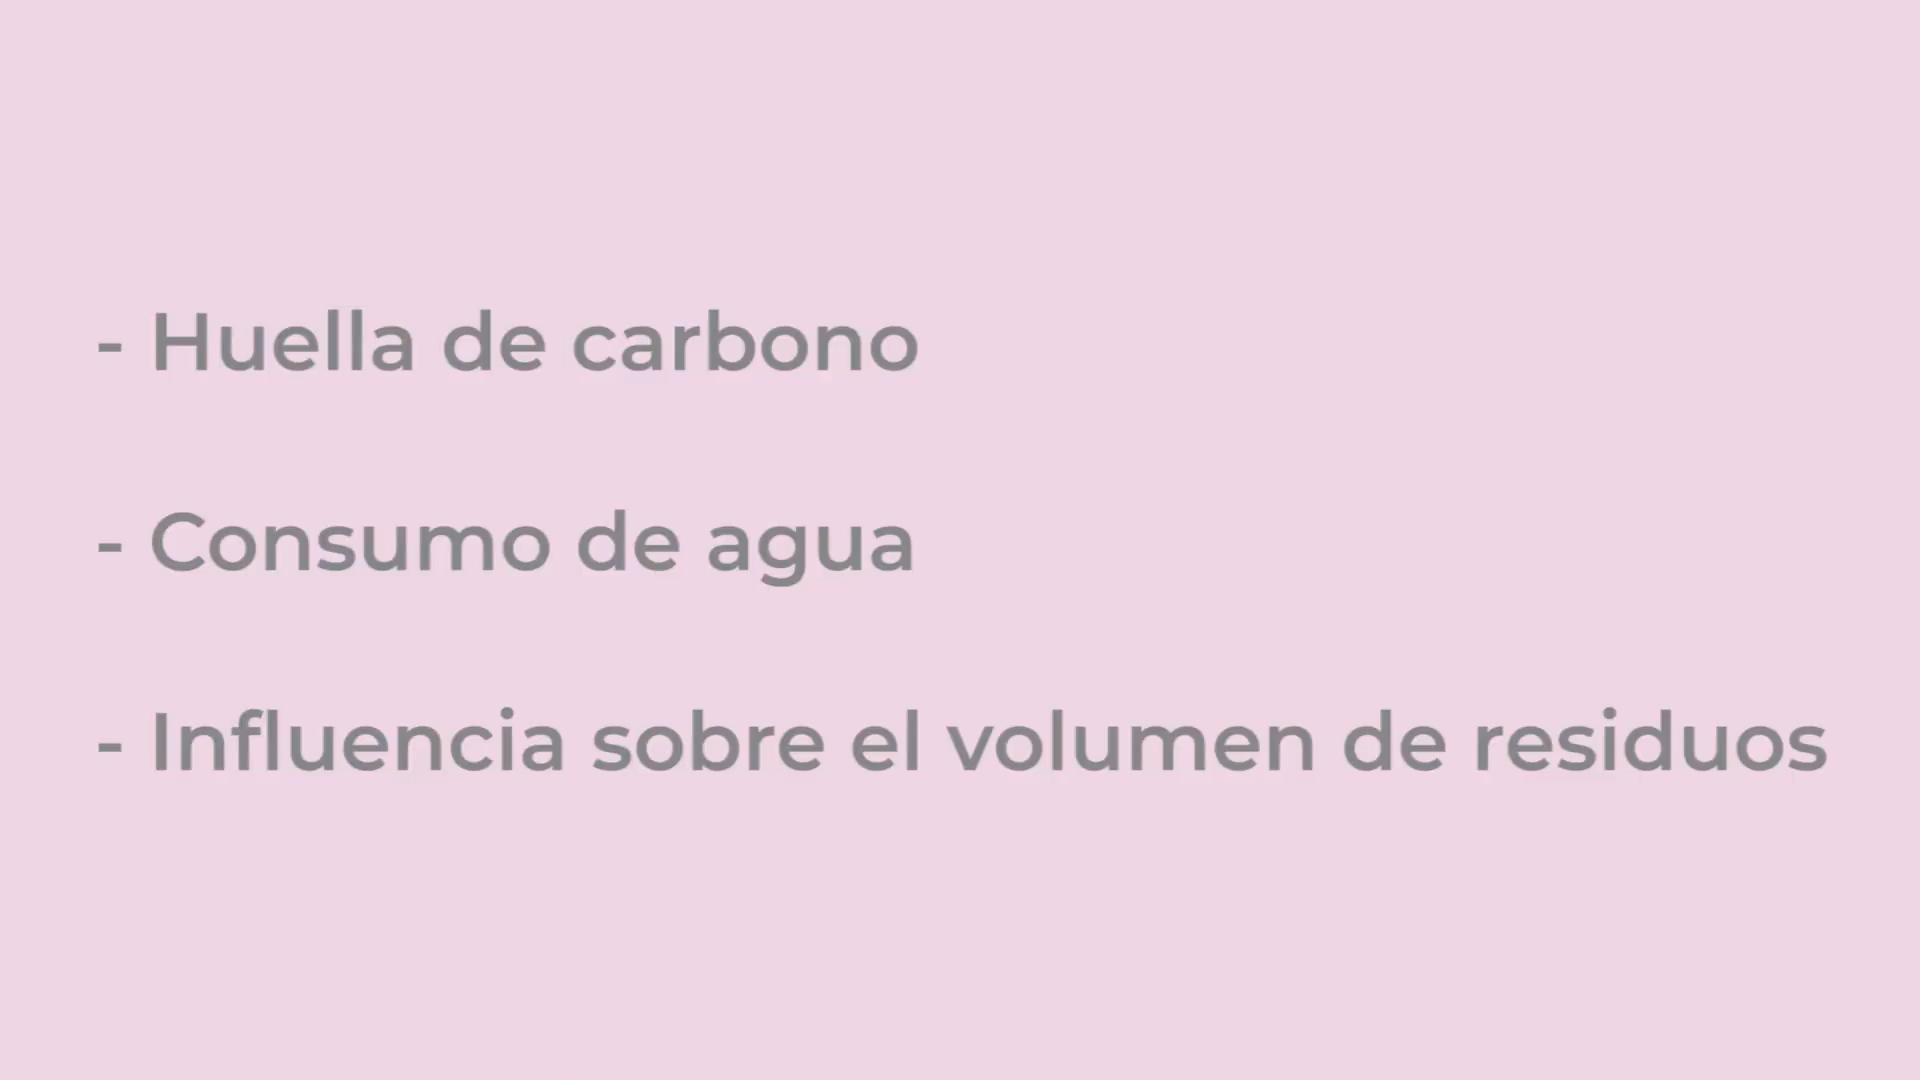 - Huella de carbono
- Consumo de agua
- Influencia sobre el volumen de residuos